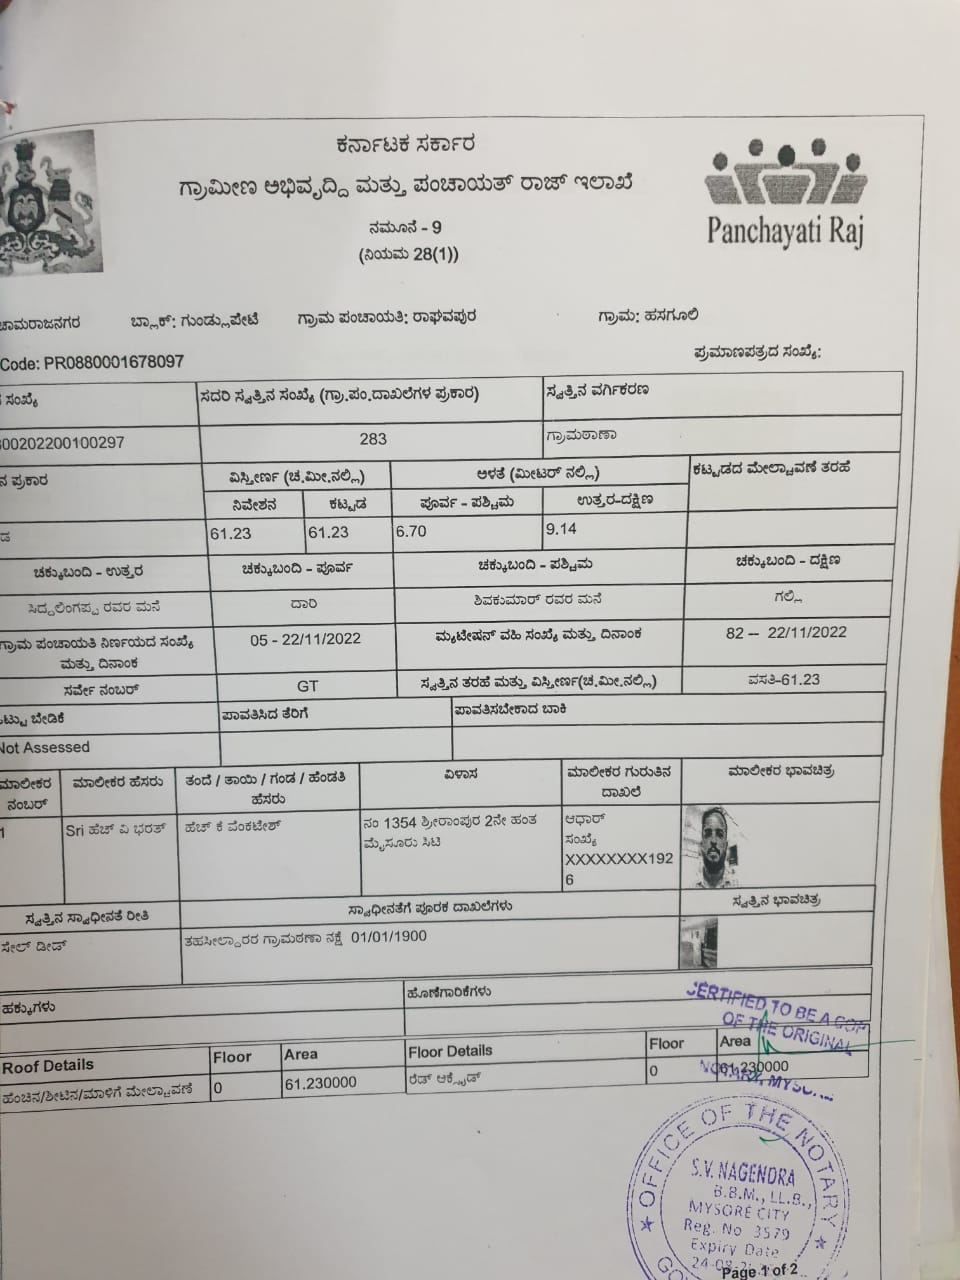 ಕರ್ನಾಟಕ ಸರ್ಕಾರ
ಗ್ರಾಮೀಣ ಅಭಿವೃದ್ದಿ ಮತ್ತು ಪಂಚಾಯತ್ ರಾಜ್ ಇಲಾಖೆ
Panchayati Raj
ನಮೂನೆ - 9
(ನಿಯಮ 28(1))
ಚಾಮರಾಜನಗರ ಬ್ಲಾಕ್: ಗುಂಡ್ಲುಪೇಟೆ ಗ್ರಾಮ ಪಂಚಾಯತಿ: ರಾಘವಪುರ ಗ್ರಾಮ: ಹಸಗೂಲಿ
Code: PR0880001678097 ಪ್ರಮಾಣಪತ್ರದ ಸಂಖ್ಯೆ:
ಸಂಖ್ಯೆ ಸದರಿ ಸ್ವತ್ತಿನ ಸಂಖ್ಯೆ (ಗ್ರಾ.ಪಂ.ದಾಖಲೆಗಳ ಪ್ರಕಾರ) ಸ್ವತ್ತಿನ ವರ್ಗೀಕರಣ
00202200100297 283 ಗ್ರಾಮಠಾಣಾ
ನ ಪ್ರಕಾರ ವಿಸ್ತೀರ್ಣ (ಚ.ಮೀ.ನಲ್ಲಿ) ಅಳತೆ (ಮೀಟರ್ ನಲ್ಲಿ) ಕಟ್ಟಡದ ಮೇಲ್ಚಾವಣೆ ತರಹೆ
ನಿವೇಶನ ಕಟ್ಟಡ ಪೂರ್ವ - ಪಶ್ಚಿಮ ಉತ್ತರ-ದಕ್ಷಿಣ
ಡ 61.23 61.23 6.70 9.14
ಚಕ್ಕುಬಂದಿ - ಉತ್ತರ ಚಕ್ಕುಬಂದಿ - ಪೂರ್ವ ಚಕ್ಕುಬಂದಿ - ಪಶ್ಚಿಮ ಚಕ್ಕುಬಂದಿ - ದಕ್ಷಿಣ
ಸಿದ್ದಲಿಂಗಪ್ಪ ರವರ ಮನೆ ದಾರಿ ಶಿವಕುಮಾರ್ ರವರ ಮನೆ ಗಲ್ಲಿ
ಗ್ರಾಮ ಪಂಚಾಯತಿ ನಿರ್ಣಯದ ಸಂಖ್ಯೆ 05 - 22/11/2022 ಮ್ಯುಟೇಷನ್ ವಹಿ ಸಂಖ್ಯೆ ಮತ್ತು ದಿನಾಂಕ 82 -- 22/11/2022
ಮತ್ತು ದಿನಾಂಕ
ಸರ್ವೇ ನಂಬರ್ GT ಸ್ವತ್ತಿನ ತರಹೆ ಮತ್ತು ವಿಸ್ತೀರ್ಣ(ಚ.ಮೀ.ನಲ್ಲಿ) ವಸತಿ-61.23
ಬೇಡಿಕೆ ಪಾವತಿಸಿದ ತೆರಿಗೆ ಪಾವತಿಸಬೇಕಾದ ಬಾಕಿ
Not Assessed
ಮಾಲೀಕರ ಮಾಲೀಕರ ಹೆಸರು ತಂದೆ / ತಾಯಿ / ಗಂಡ / ಹೆಂಡತಿ ವಿಳಾಸ ಮಾಲೀಕರ ಗುರುತಿನ ಮಾಲೀಕರ ಭಾವಚಿತ್ರ
ನಂಬರ್ ಹೆಸರು ದಾಖಲೆ
1 Sri ಹೆಚ್ ವಿ ಭರತ್ ಹೆಚ್ ಕೆ ವೆಂಕಟೇಶ್ ನಂ 1354 ಶ್ರೀರಾಂಪುರ 2ನೇ ಹಂತ ಆಧಾರ್
ಮೈಸೂರು ಸಿಟಿ ಸಂಖ್ಯೆ
XXXXXXXX192
6
ಸ್ವತ್ತಿನ ಸ್ವಾಧೀನತೆ ರೀತಿ ಸ್ವಾಧೀನತೆಗೆ ಪೂರಕ ದಾಖಲೆಗಳು ಸ್ವತ್ತಿನ ಭಾವಚಿತ್ರ
ಸೇಲ್ ಡೀಡ್ ತಹಸೀಲ್ದಾರರ ಗ್ರಾಮಠಣಾ ನಕ್ಷೆ 01/01/1900
ಹಕ್ಕುಗಳು ಹೊಣೆಗಾರಿಕೆಗಳು
CERTIFIED TO BE A COP
OF THE ORIGINAL
Roof Details Floor Area Floor Details Floor Area
ಹೆಂಚಿನ/ಶೀಟಿನ/ಮಾಳಿಗೆ ಮೇಲ್ಚಾವಣೆ 0 61.230000 ರೆಡ್ ಆಕ್ಸೈಡ್ 0 61.230000
NOTARY, MYSO
OFFICE OF THE NOTARY
S.V. NAGENDRA
B.B.M., LL.B.,
MYSORE CITY
Reg. No 3579
Expiry Date
Page 1 of 2